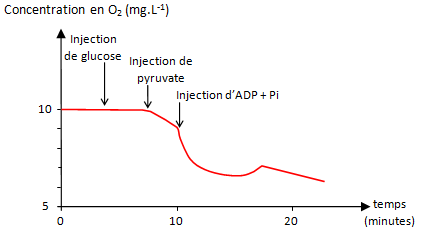 Concentration en O₂ (mg.L⁻¹)
Injection
de glucose
Injection de
pyruvate
Injection d'ADP + Pi
10
5
0
10
20
temps
(minutes)